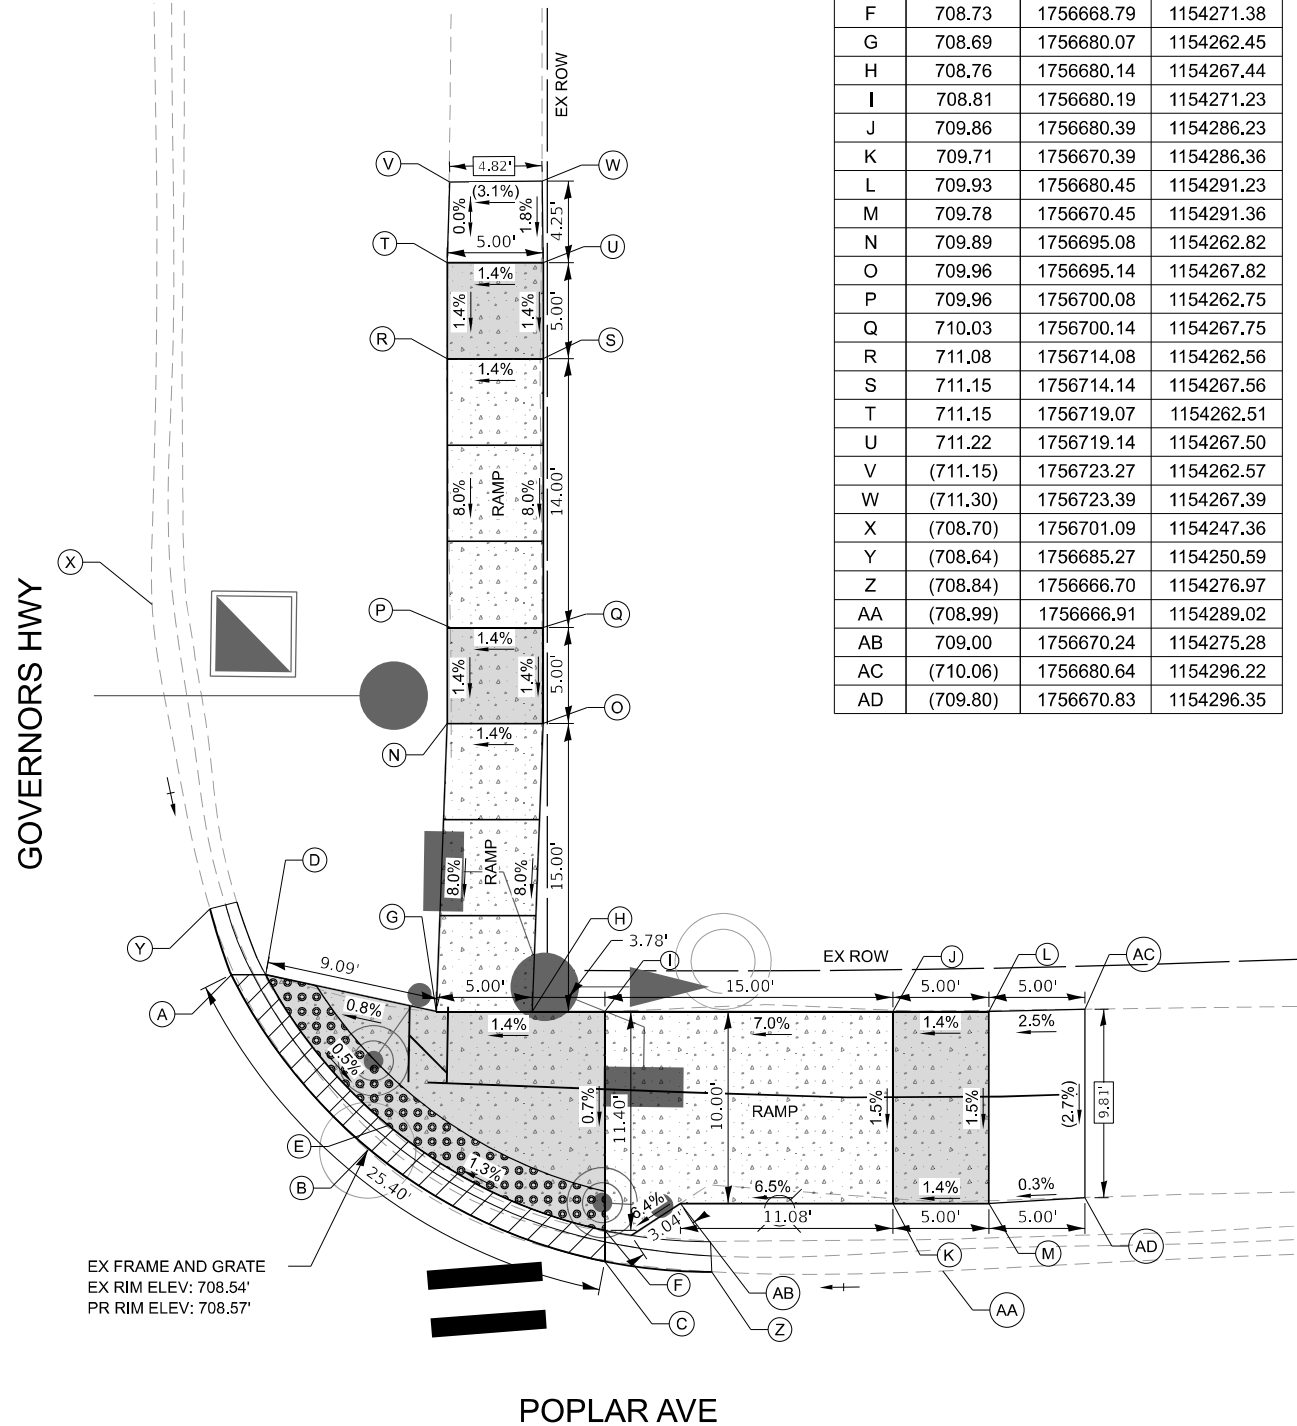 F 708.73 1756668.79 1154271.38
G 708.69 1756680.07 1154262.45
H 708.76 1756680.14 1154267.44
I 708.81 1756680.19 1154271.23
J 709.86 1756680.39 1154286.23
K 709.71 1756670.39 1154286.36
L 709.93 1756680.45 1154291.23
M 709.78 1756670.45 1154291.36
N 709.89 1756695.08 1154262.82
O 709.96 1756695.14 1154267.82
P 709.96 1756700.08 1154262.75
Q 710.03 1756700.14 1154267.75
R 711.08 1756714.08 1154262.56
S 711.15 1756714.14 1154267.56
T 711.15 1756719.07 1154262.51
U 711.22 1756719.14 1154267.50
V (711.15) 1756723.27 1154262.57
W (711.30) 1756723.39 1154267.39
X (708.70) 1756701.09 1154247.36
Y (708.64) 1756685.27 1154250.59
Z (708.84) 1756666.70 1154276.97
AA (708.99) 1756666.91 1154289.02
AB 709.00 1756670.24 1154275.28
AC (710.06) 1756680.64 1154296.22
AD (709.80) 1756670.83 1154296.35
EX ROW
V 4.82' W
(3.1%)
0.0% 1.8% 4.25'
T 5.00' U
1.4%
1.4% 1.4% 5.00'
R S
1.4%
8.0% RAMP 8.0% 14.00'
X
P Q
1.4%
1.4% 1.4% 5.00'
O
N 1.4%
GOVERNORS HWY
8.0% RAMP 8.0% 15.00'
D
G H
Y 3.78'
9.09' I EX ROW J L AC
A 5.00' 15.00' 5.00' 5.00'
0.8% 1.4% 7.0% 1.4% 2.5%
0.5%
0.7% 11.40' 10.00' RAMP 1.5% 1.5% (2.7%) 9.81'
E
B 1.3% 6.5% 1.4% 0.3%
25.40' 6.4%
3.04' 11.08' 5.00' 5.00'
K M AD
EX FRAME AND GRATE
EX RIM ELEV: 708.54'
PR RIM ELEV: 708.57'
F AB
AA
C Z
POPLAR AVE